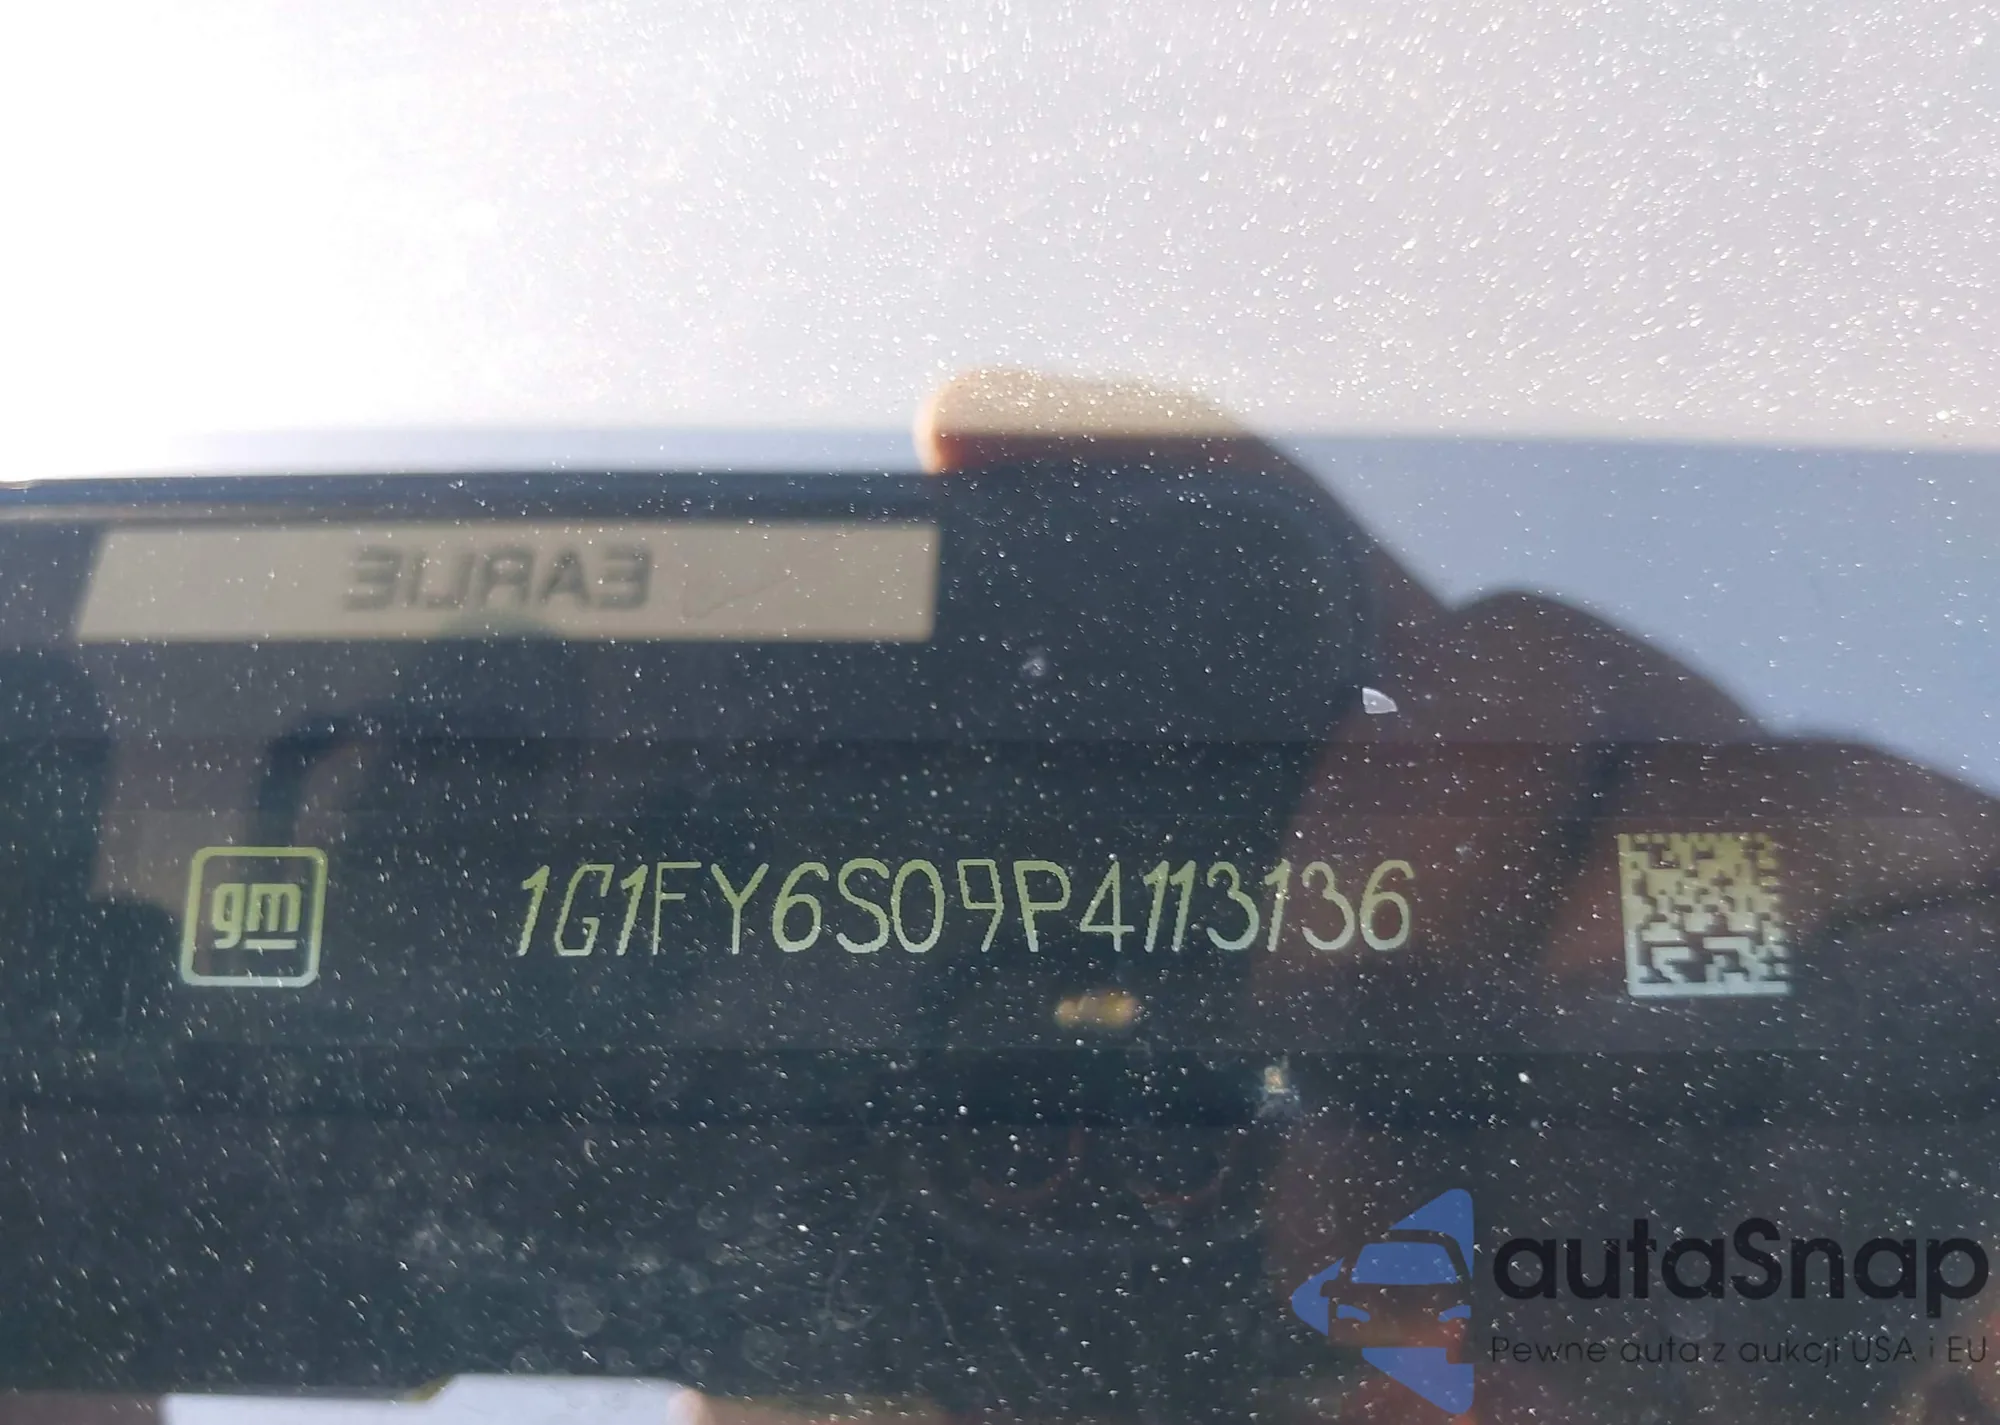 EARLIE
gm
1G1FY6S09P4113136
autaSnap
Pewne auta z aukcji USA i EU